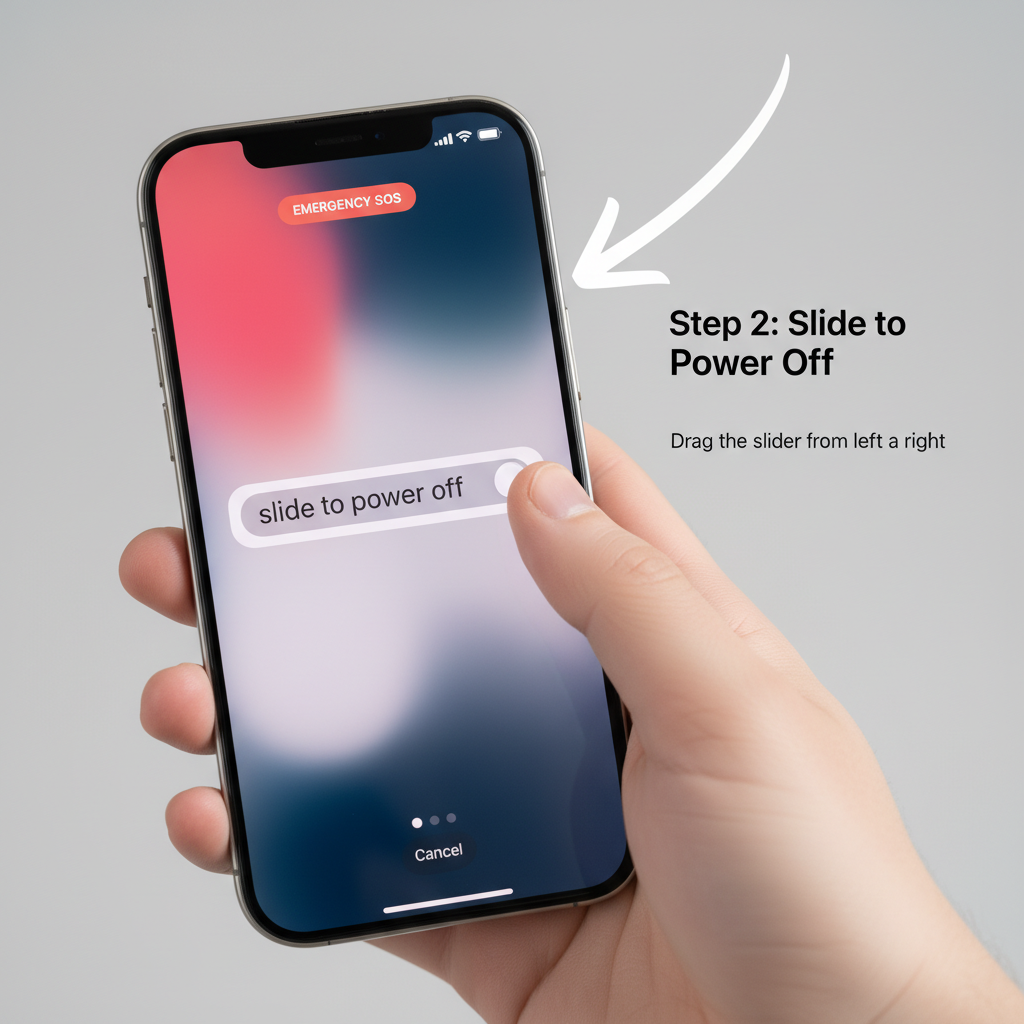 EMERGENCY SOS
Step 2: Slide to
Power Off
Drag the slider from left a right
slide to power off
Cancel